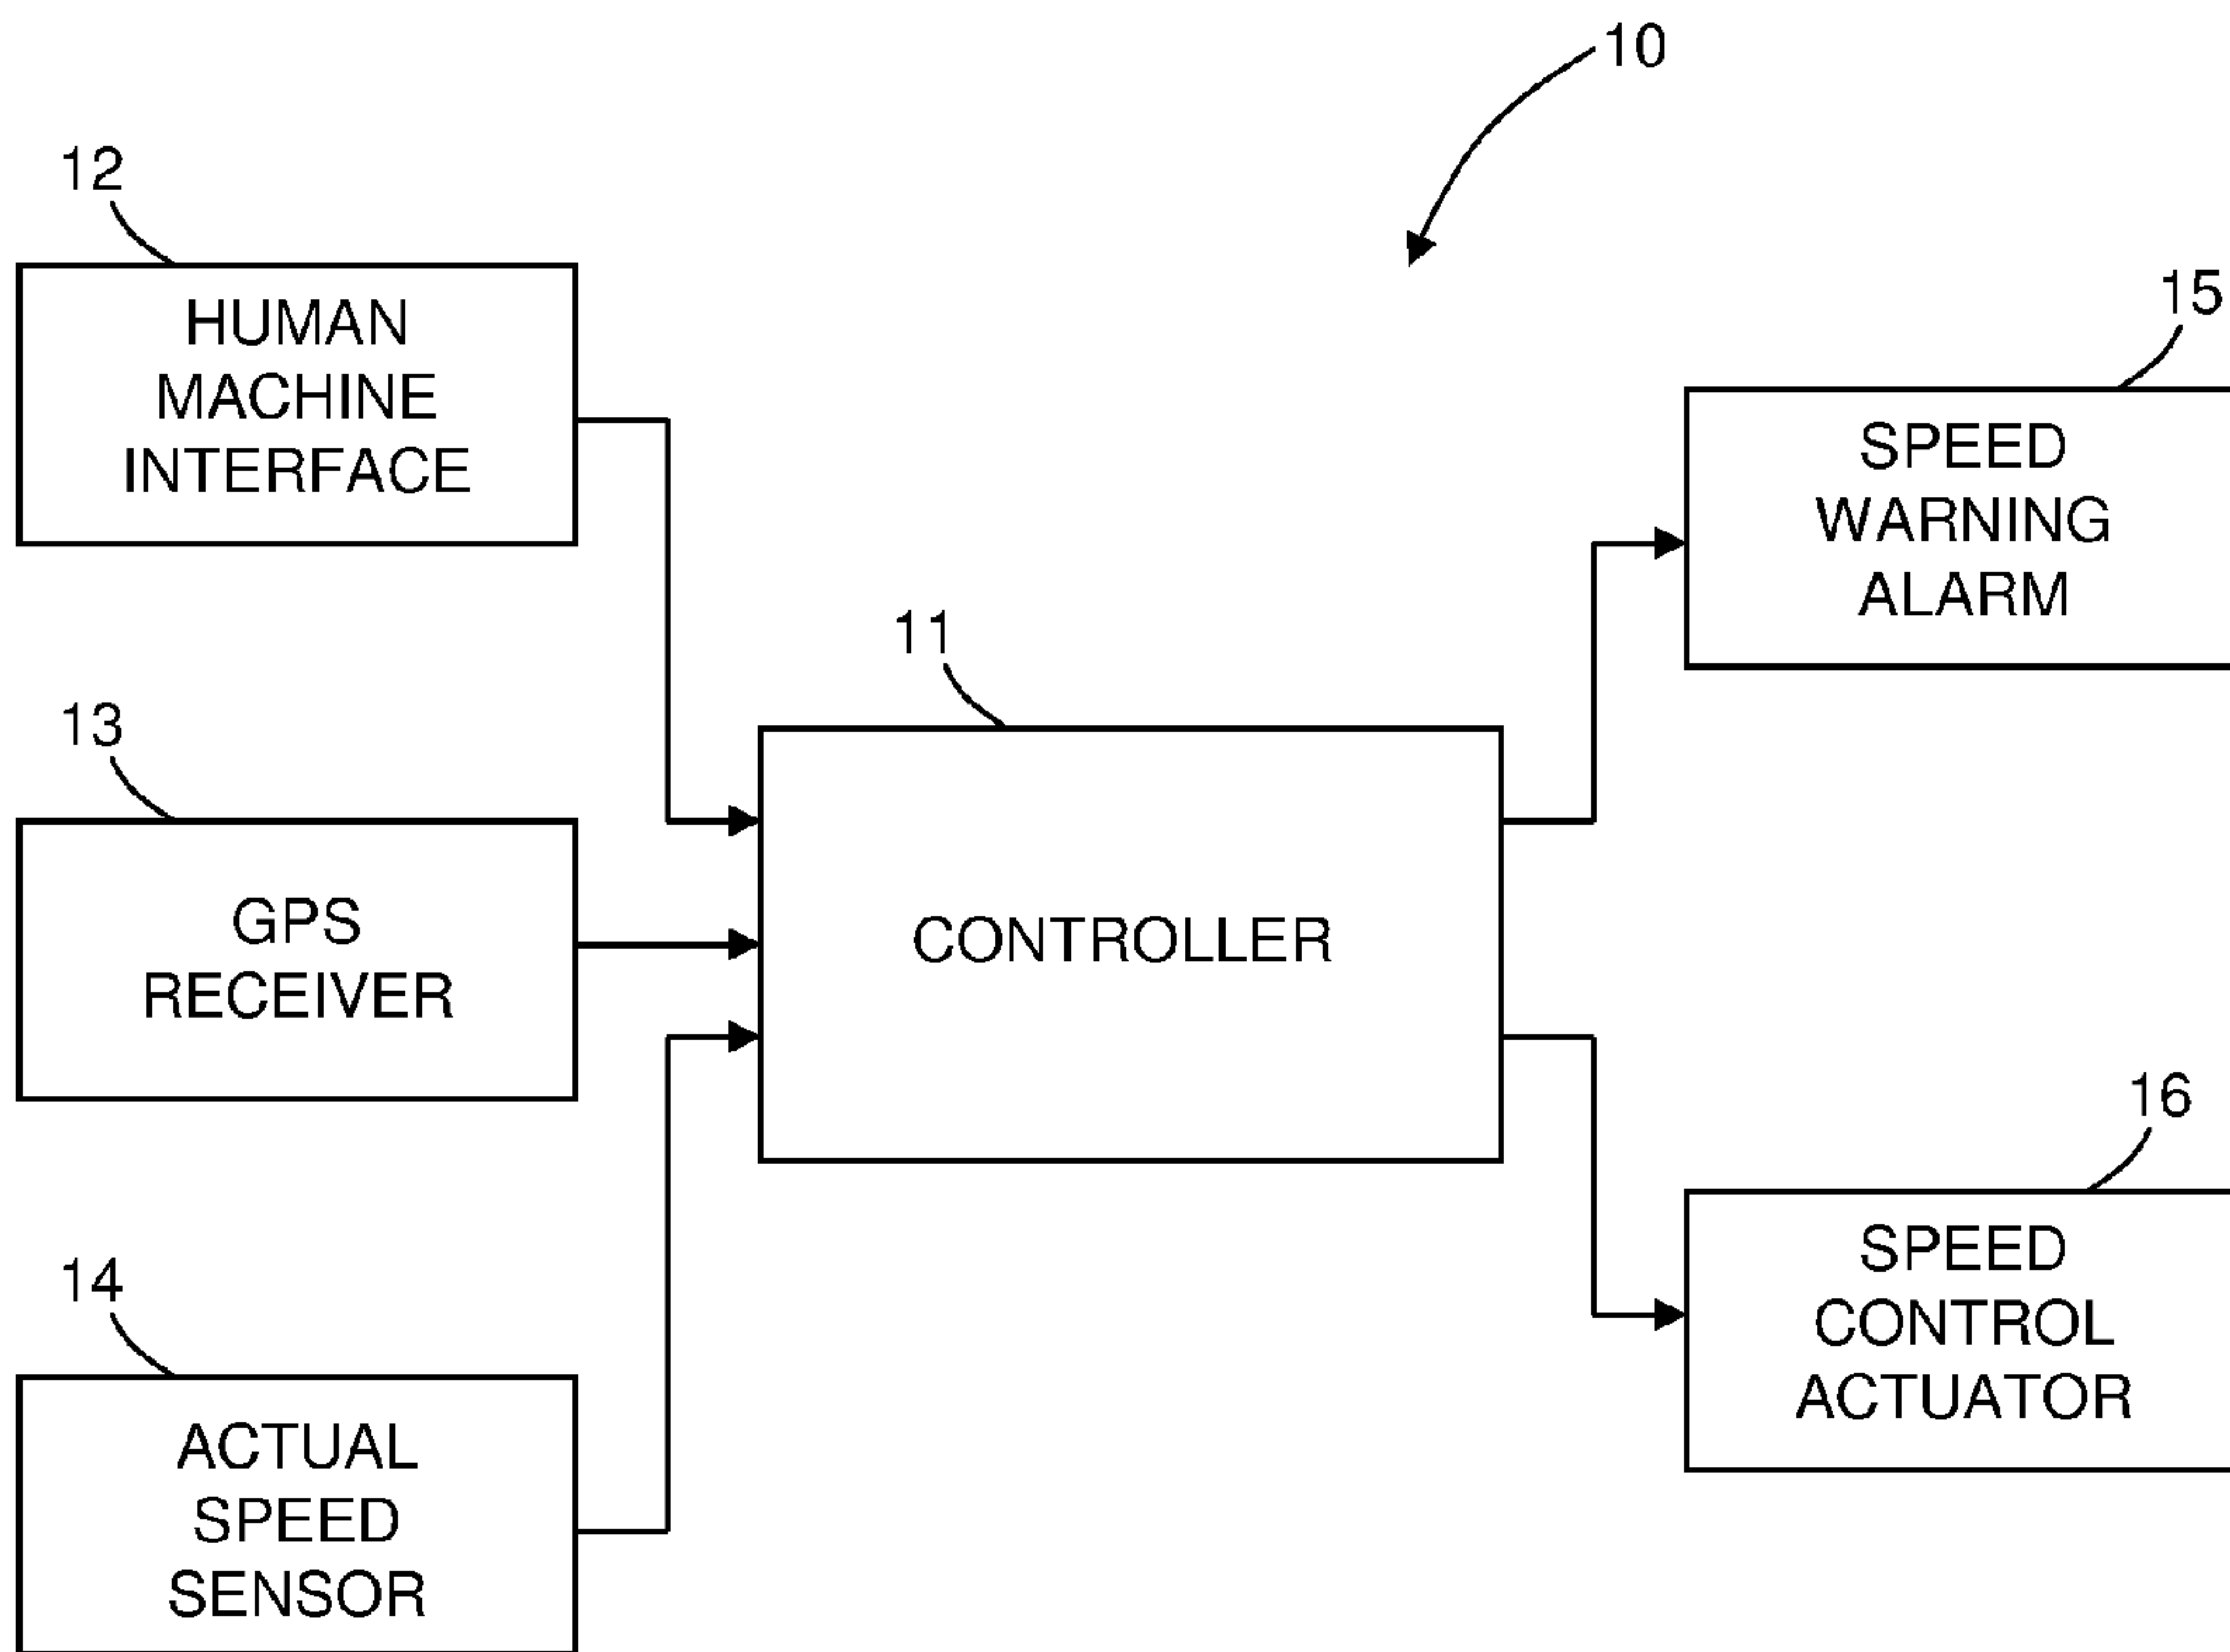 10
12
HUMAN
MACHINE
INTERFACE
15
SPEED
WARNING
ALARM
11
CONTROLLER
13
GPS
RECEIVER
16
SPEED
CONTROL
ACTUATOR
14
ACTUAL
SPEED
SENSOR